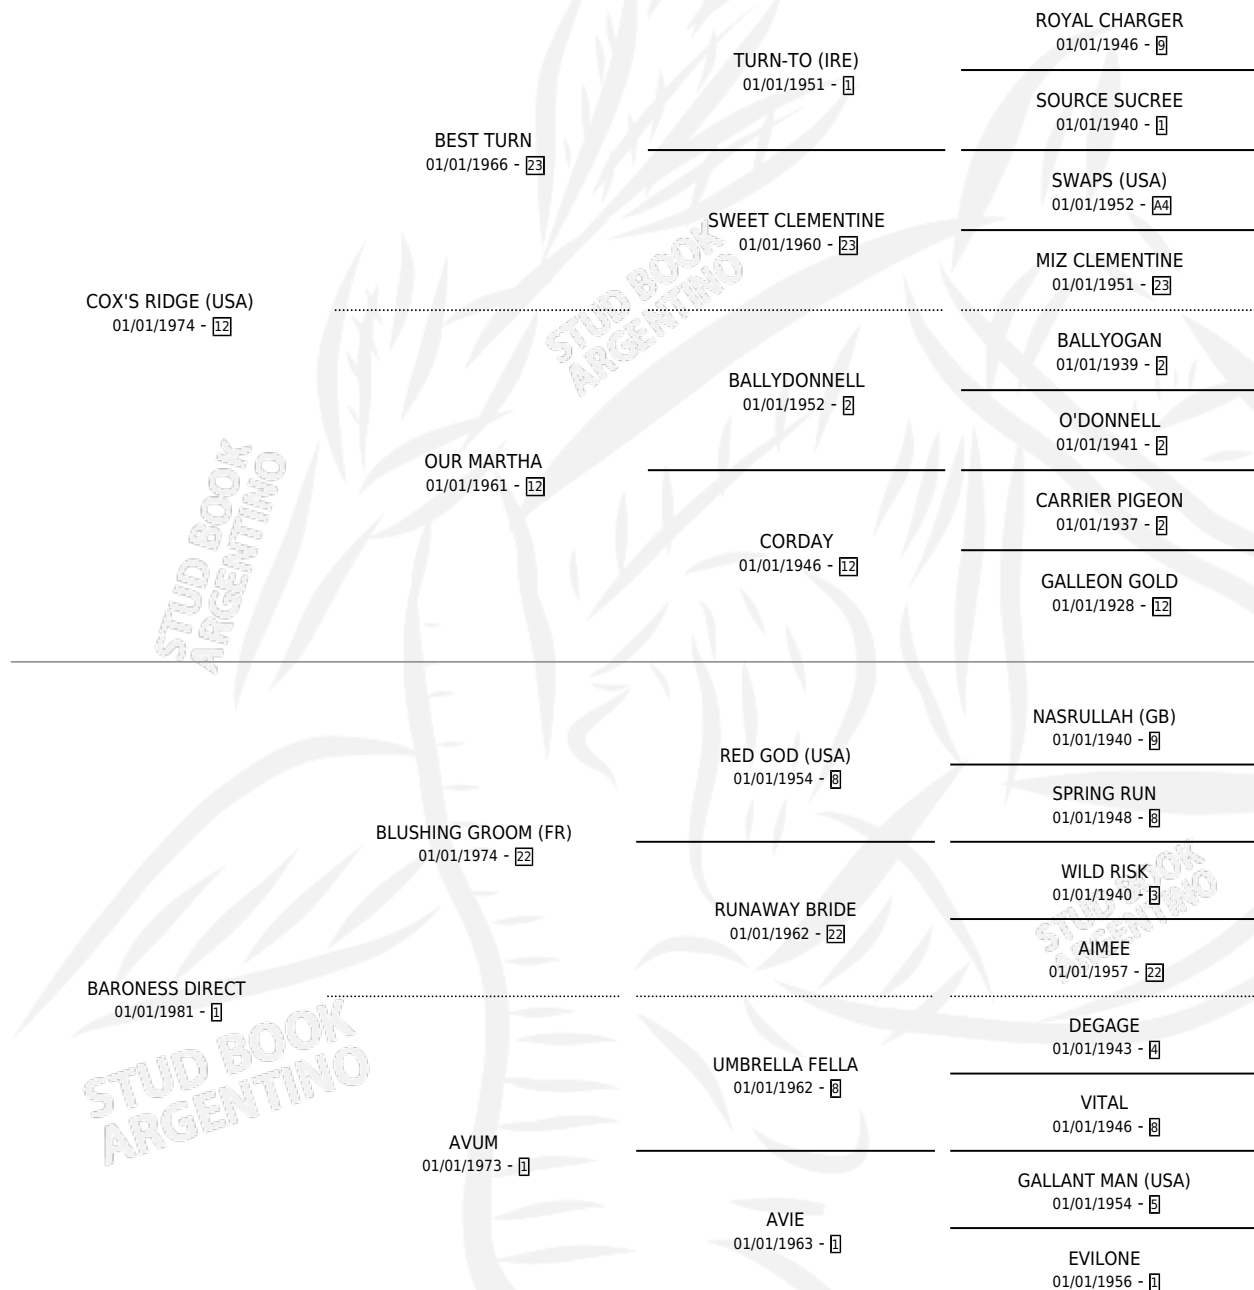 ROYAL CHARGER
01/01/1946 - 9
TURN-TO (IRE)
01/01/1951 - 1
SOURCE SUCREE
01/01/1940 - 1
BEST TURN
01/01/1966 - 23
SWAPS (USA)
01/01/1952 - A4
SWEET CLEMENTINE
01/01/1960 - 23
MIZ CLEMENTINE
01/01/1951 - 23
COX'S RIDGE (USA)
01/01/1974 - 12
STUD BOOK
ARGENTINO
BALLYOGAN
01/01/1939 - 2
BALLYDONNELL
01/01/1952 - 2
O'DONNELL
01/01/1941 - 2
OUR MARTHA
01/01/1961 - 12
CARRIER PIGEON
01/01/1937 - 2
CORDAY
01/01/1946 - 12
GALLEON GOLD
01/01/1928 - 12
STUD BOOK
ARGENTINO
NASRULLAH (GB)
01/01/1940 - 9
RED GOD (USA)
01/01/1954 - 8
SPRING RUN
01/01/1948 - 8
BLUSHING GROOM (FR)
01/01/1974 - 22
WILD RISK
01/01/1940 - 3
RUNAWAY BRIDE
01/01/1962 - 22
AIMEE
01/01/1957 - 22
STUD BOOK
ARGENTINO
BARONESS DIRECT
01/01/1981 - 1
STUD BOOK
ARGENTINO
DEGAGE
01/01/1943 - 4
UMBRELLA FELLA
01/01/1962 - 8
VITAL
01/01/1946 - 8
AVUM
01/01/1973 - 1
GALLANT MAN (USA)
01/01/1954 - 5
AVIE
01/01/1963 - 1
EVILONE
01/01/1956 - 1